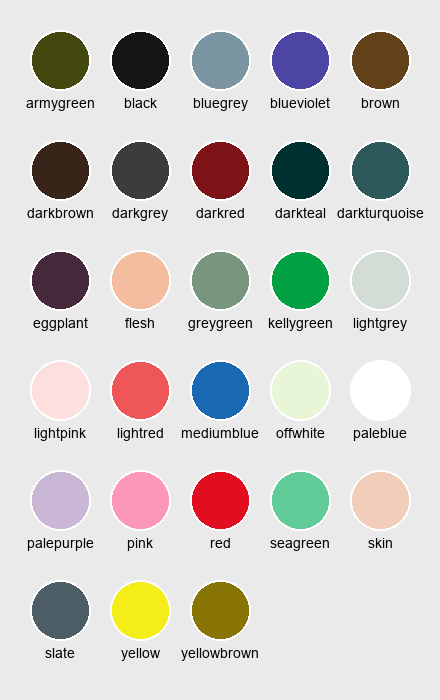 armygreen black bluegrey blueviolet brown
darkbrown darkgrey darkred darkteal darkturquoise
eggplant flesh greygreen kellygreen lightgrey
lightpink lightred mediumblue offwhite paleblue
palepurple pink red seagreen skin
slate yellow yellowbrown